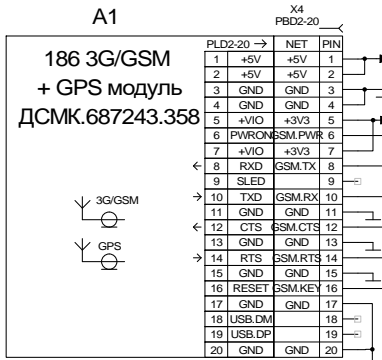 A1
X4
PBD2-20
186 3G/GSM
+ GPS модуль
ДСМК.687243.358
3G/GSM
GPS
PLD2-20 → NET PIN
1 +5V +5V 1
2 +5V +5V 2
3 GND GND 3
4 GND GND 4
5 +VIO +3V3 5
6 PWRON GSM.PWR 6
7 +VIO +3V3 7
8 RXD GSM.TX 8
9 SLED 9
10 TXD GSM.RX 10
11 GND GND 11
12 CTS GSM.CTS 12
13 GND GND 13
14 RTS GSM.RTS 14
15 GND GND 15
16 RESET GSM.KEY 16
17 GND GND 17
18 USB.DM 18
19 USB.DP 19
20 GND GND 20